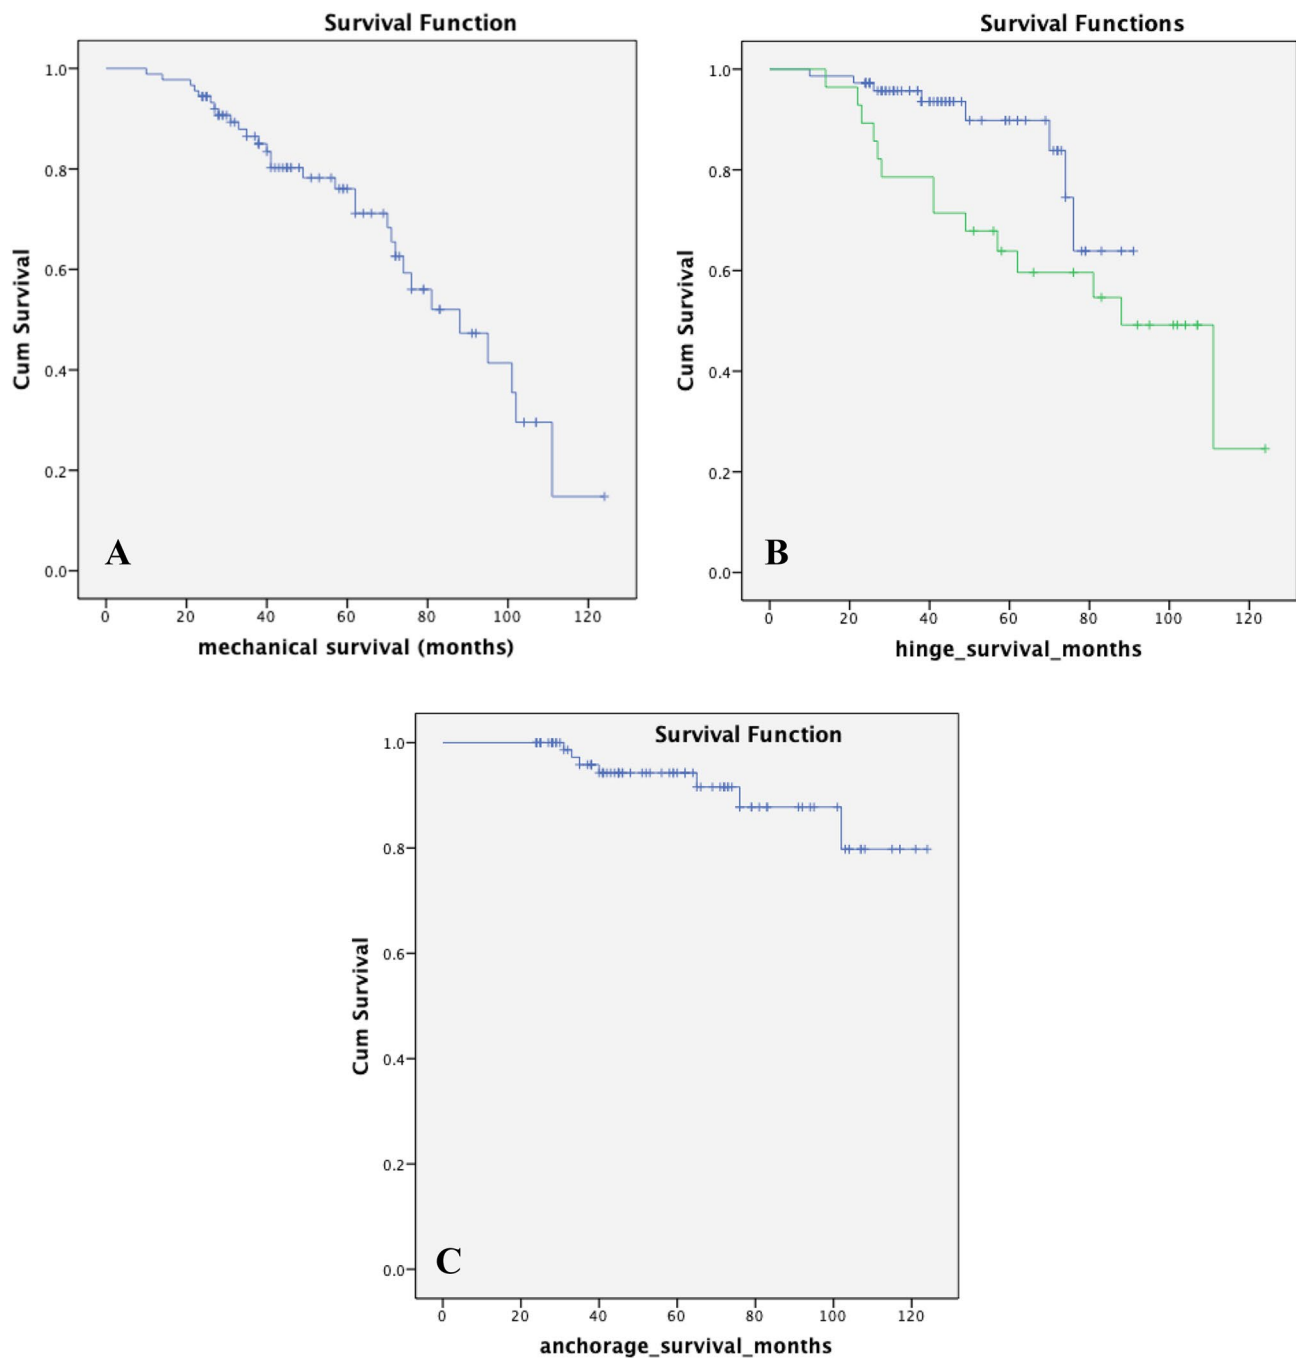 Survival Function
Cum Survival
1.0
0.8
0.6
0.4
0.2
0.0
A
0 20 40 60 80 100 120
mechanical survival (months)
Survival Functions
Cum Survival
1.0
0.8
0.6
0.4
0.2
0.0
B
0 20 40 60 80 100 120
hinge_survival_months
Survival Function
Cum Survival
1.0
0.8
0.6
0.4
0.2
0.0
C
0 20 40 60 80 100 120
anchorage_survival_months